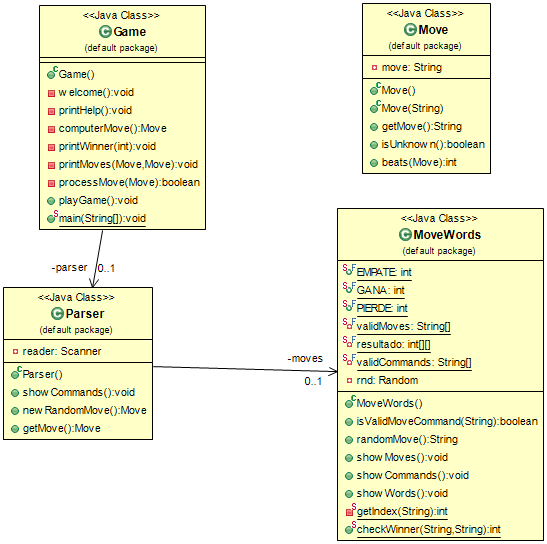 <<Java Class>>
Game
(default package)
Game()
welcome():void
printHelp():void
computerMove():Move
printWinner(int):void
printMoves(Move,Move):void
processMove(Move):boolean
playGame():void
main(String[]):void
<<Java Class>>
Move
(default package)
move: String
Move()
Move(String)
getMove():String
isUnknown():boolean
beats(Move):int
-parser
0..1
<<Java Class>>
Parser
(default package)
reader: Scanner
Parser()
showCommands():void
newRandomMove():Move
getMove():Move
-moves
0..1
<<Java Class>>
MoveWords
(default package)
EMPATE: int
GANA: int
PIERDE: int
validMoves: String[]
resultado: int[][]
validCommands: String[]
rnd: Random
MoveWords()
isValidMoveCommand(String):boolean
randomMove():String
showMoves():void
showCommands():void
showWords():void
getIndex(String):int
checkWinner(String,String):int